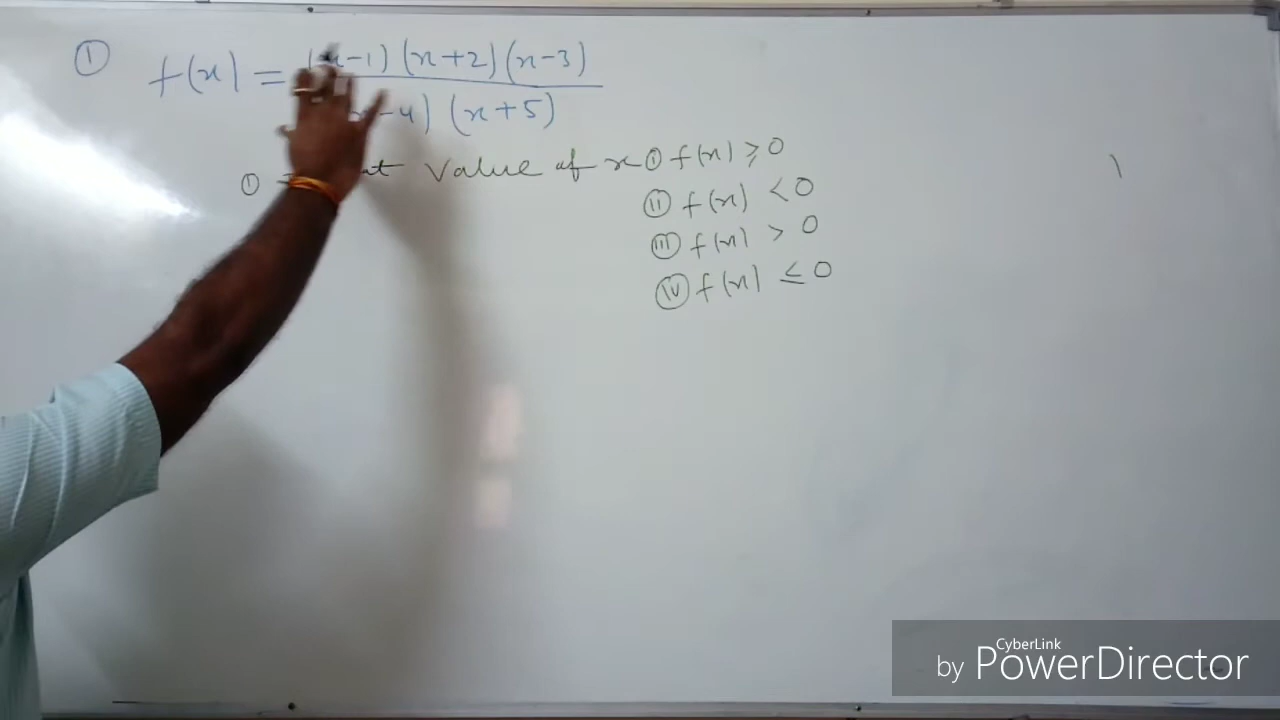 ① f(x) = (x-1) (x+2) (x-3)
x-4) (x+5)
① Value of x ① f(x) ≥ 0
(ii) f(x) < 0
(iii) f(x) > 0
(iv) f(x) ≤ 0
by CyberLink PowerDirector